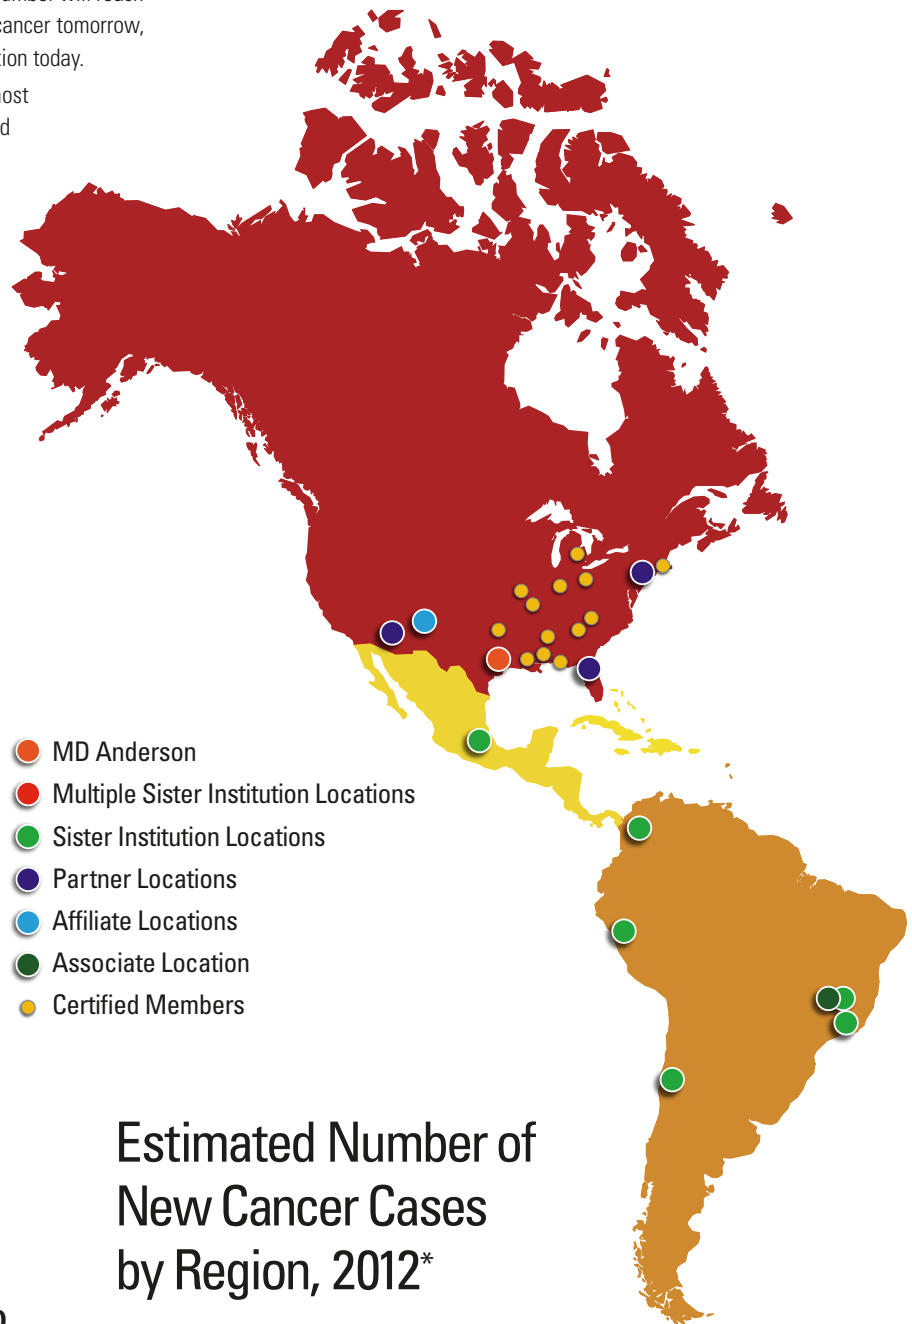 cancer tomorrow,
tion today.
MD Anderson
Multiple Sister Institution Locations
Sister Institution Locations
Partner Locations
Affiliate Locations
Associate Location
Certified Members
Estimated Number of
New Cancer Cases
by Region, 2012*